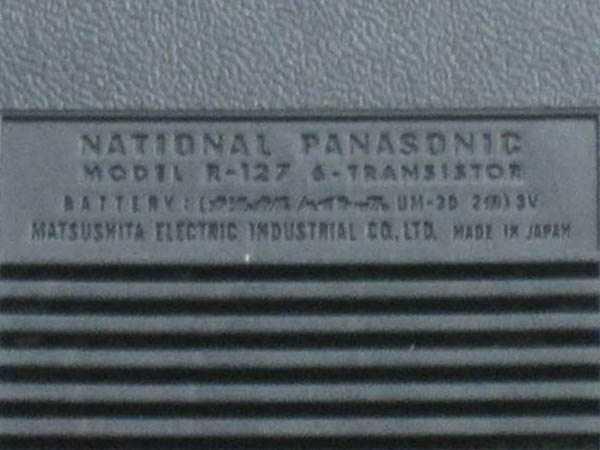 NATIONAL PANASONIC
MODEL R-127 6-TRANSISTOR
BATTERY: UM-3D 2(個) 3V
MATSUSHITA ELECTRIC INDUSTRIAL CO., LTD. MADE IN JAPAN